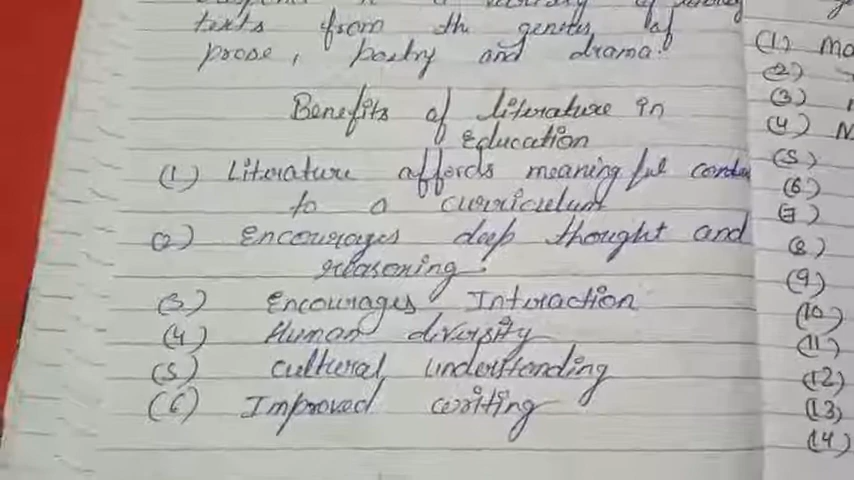 texts from the genres of
prose, poetry and drama.
Benefits of literature in
Education
(1) Literature affords meaningful
to a curriculum
(2) Encourages deep thought and
reasoning.
(3) Encourages Interaction
(4) Human diversity
(5) cultural understanding
(6) Improved writing
(1)
(2)
(3)
(4)
(5)
(6)
(7)
(8)
(9)
(10)
(11)
(12)
(13)
(14)